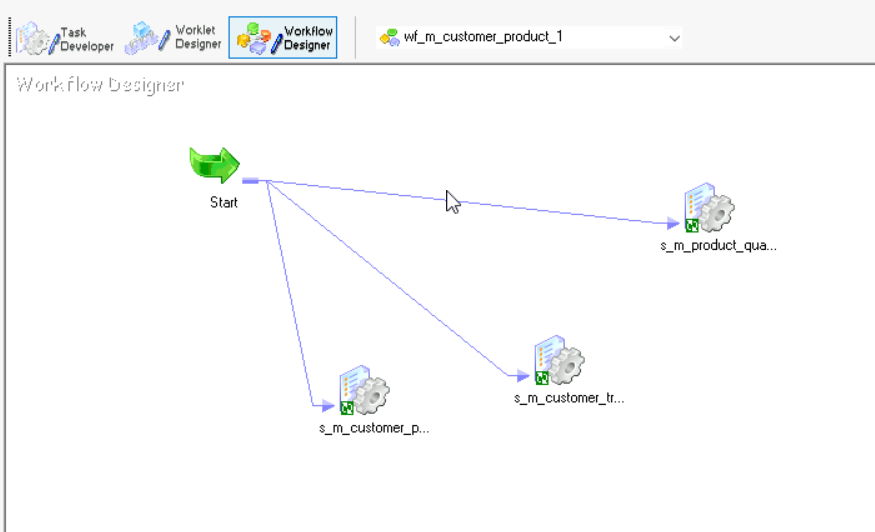 Task
Developer
Worklet
Designer
Workflow
Designer
wf_m_customer_product_1
Workflow Designer
Start
s_m_product_qua...
s_m_customer_tr...
s_m_customer_p...